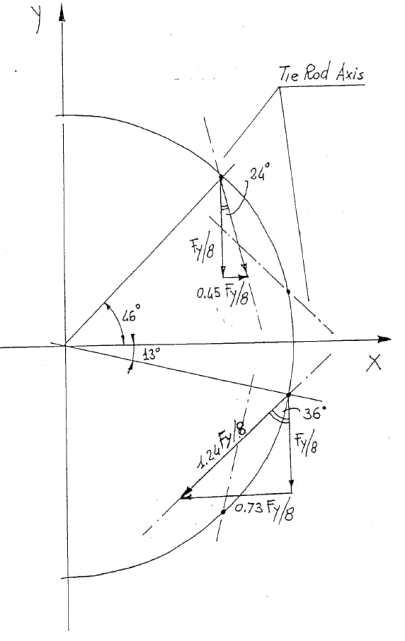 Y
Tie Rod Axis
24°
Fy/8
0.45 Fy/8
46°
13°
X
36°
1.24 Fy/8
Fy/8
0.73 Fy/8